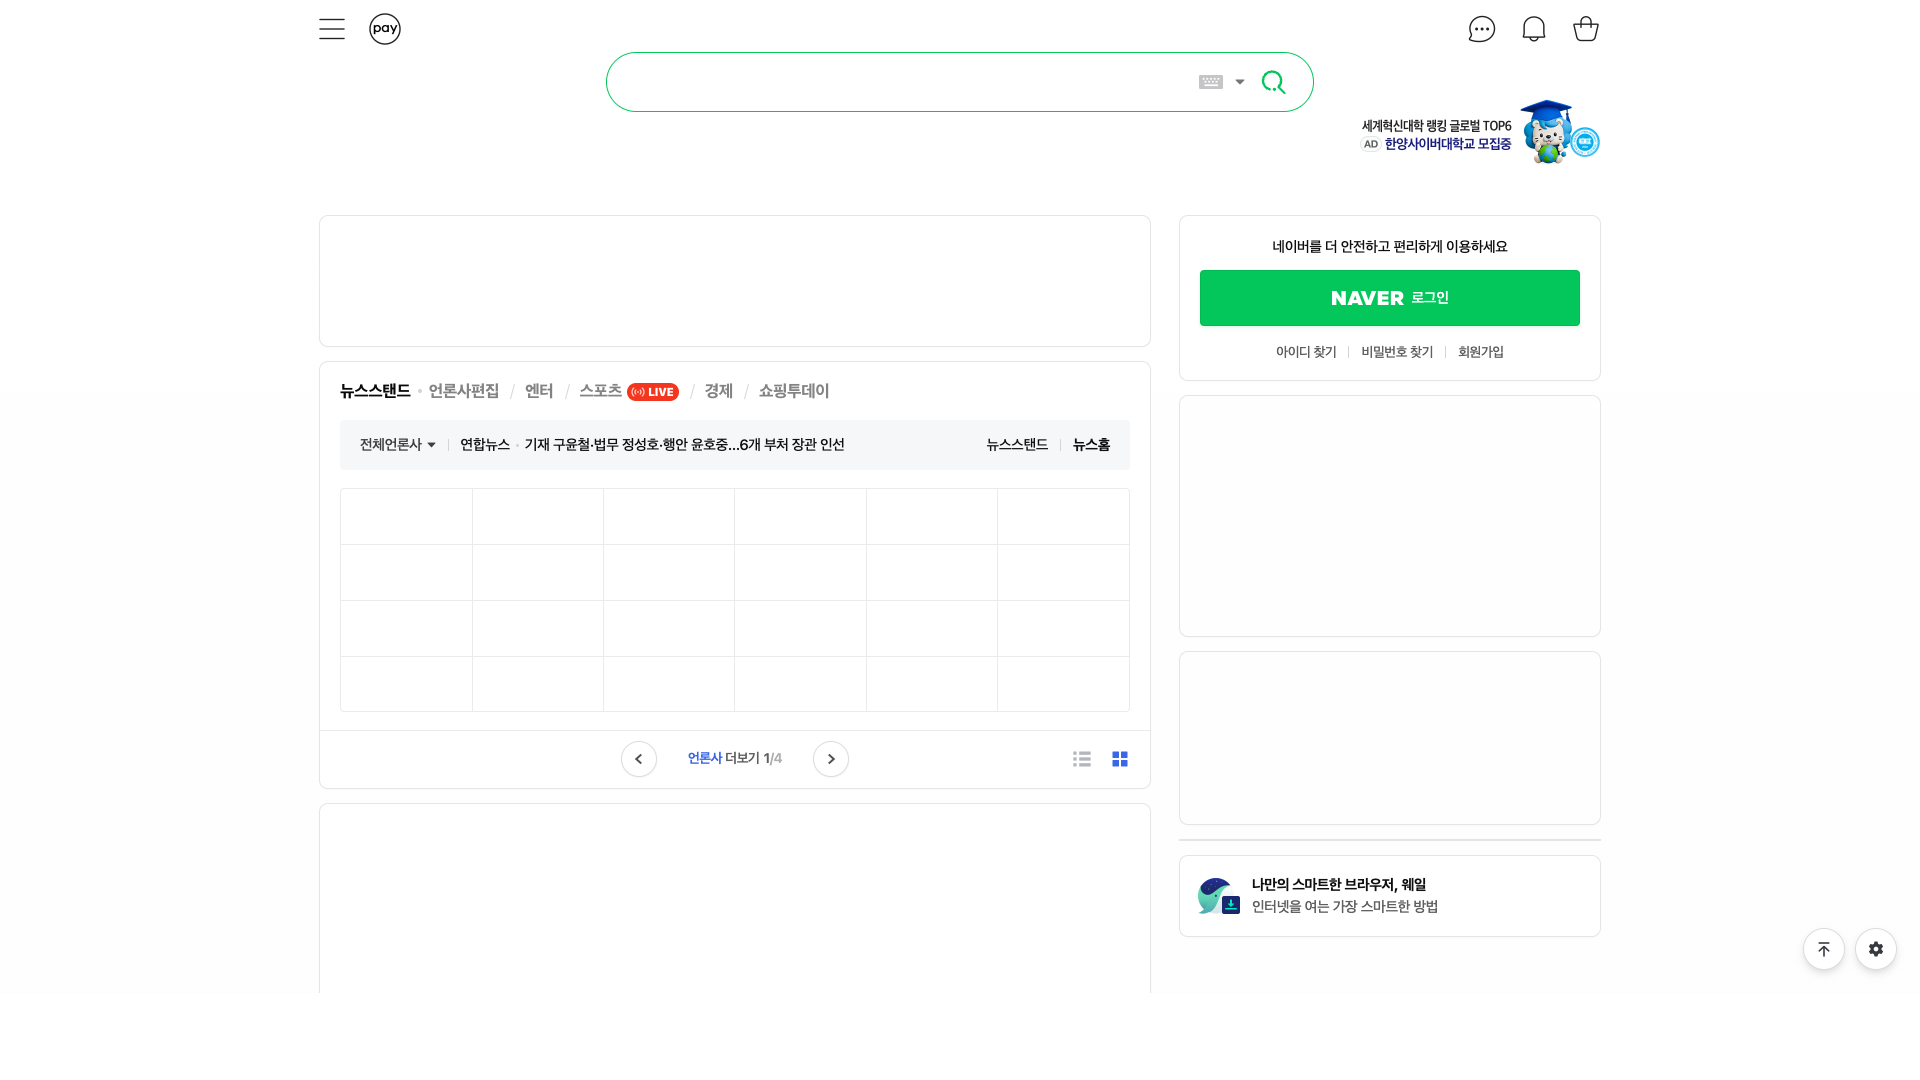 pay
세계혁신대학 랭킹 글로벌 TOP6
AD 한양사이버대학교 모집중
네이버를 더 안전하고 편리하게 이용하세요
NAVER 로그인
아이디 찾기 비밀번호 찾기 회원가입
뉴스스탠드 · 언론사편집 / 엔터 / 스포츠 LIVE / 경제 / 쇼핑투데이
전체언론사 연합뉴스 · 기재 구윤철·법무 정성호·행안 윤호중…6개 부처 장관 인선 뉴스스탠드 뉴스홈
언론사 더보기 1/4
나만의 스마트한 브라우저, 웨일
인터넷을 여는 가장 스마트한 방법